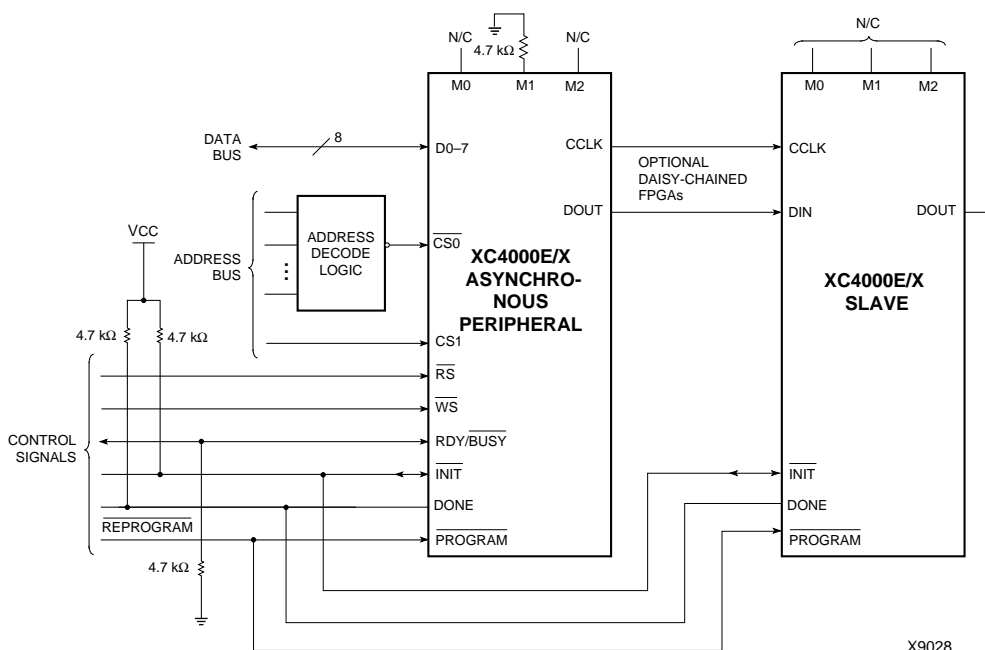 N/C
4.7 kΩ
N/C
N/C
M0 M1 M2
M0 M1 M2
DATA
BUS
8
D0–7
CCLK
CCLK
OPTIONAL
DAISY-CHAINED
FPGAs
DOUT
DIN
DOUT
VCC
ADDRESS
BUS
ADDRESS
DECODE
LOGIC
CS0
XC4000E/X
ASYNCHRO-
NOUS
PERIPHERAL
XC4000E/X
SLAVE
4.7 kΩ
4.7 kΩ
CS1
RS
WS
CONTROL
SIGNALS
RDY/BUSY
INIT
INIT
DONE
DONE
REPROGRAM
PROGRAM
PROGRAM
4.7 kΩ
X9028